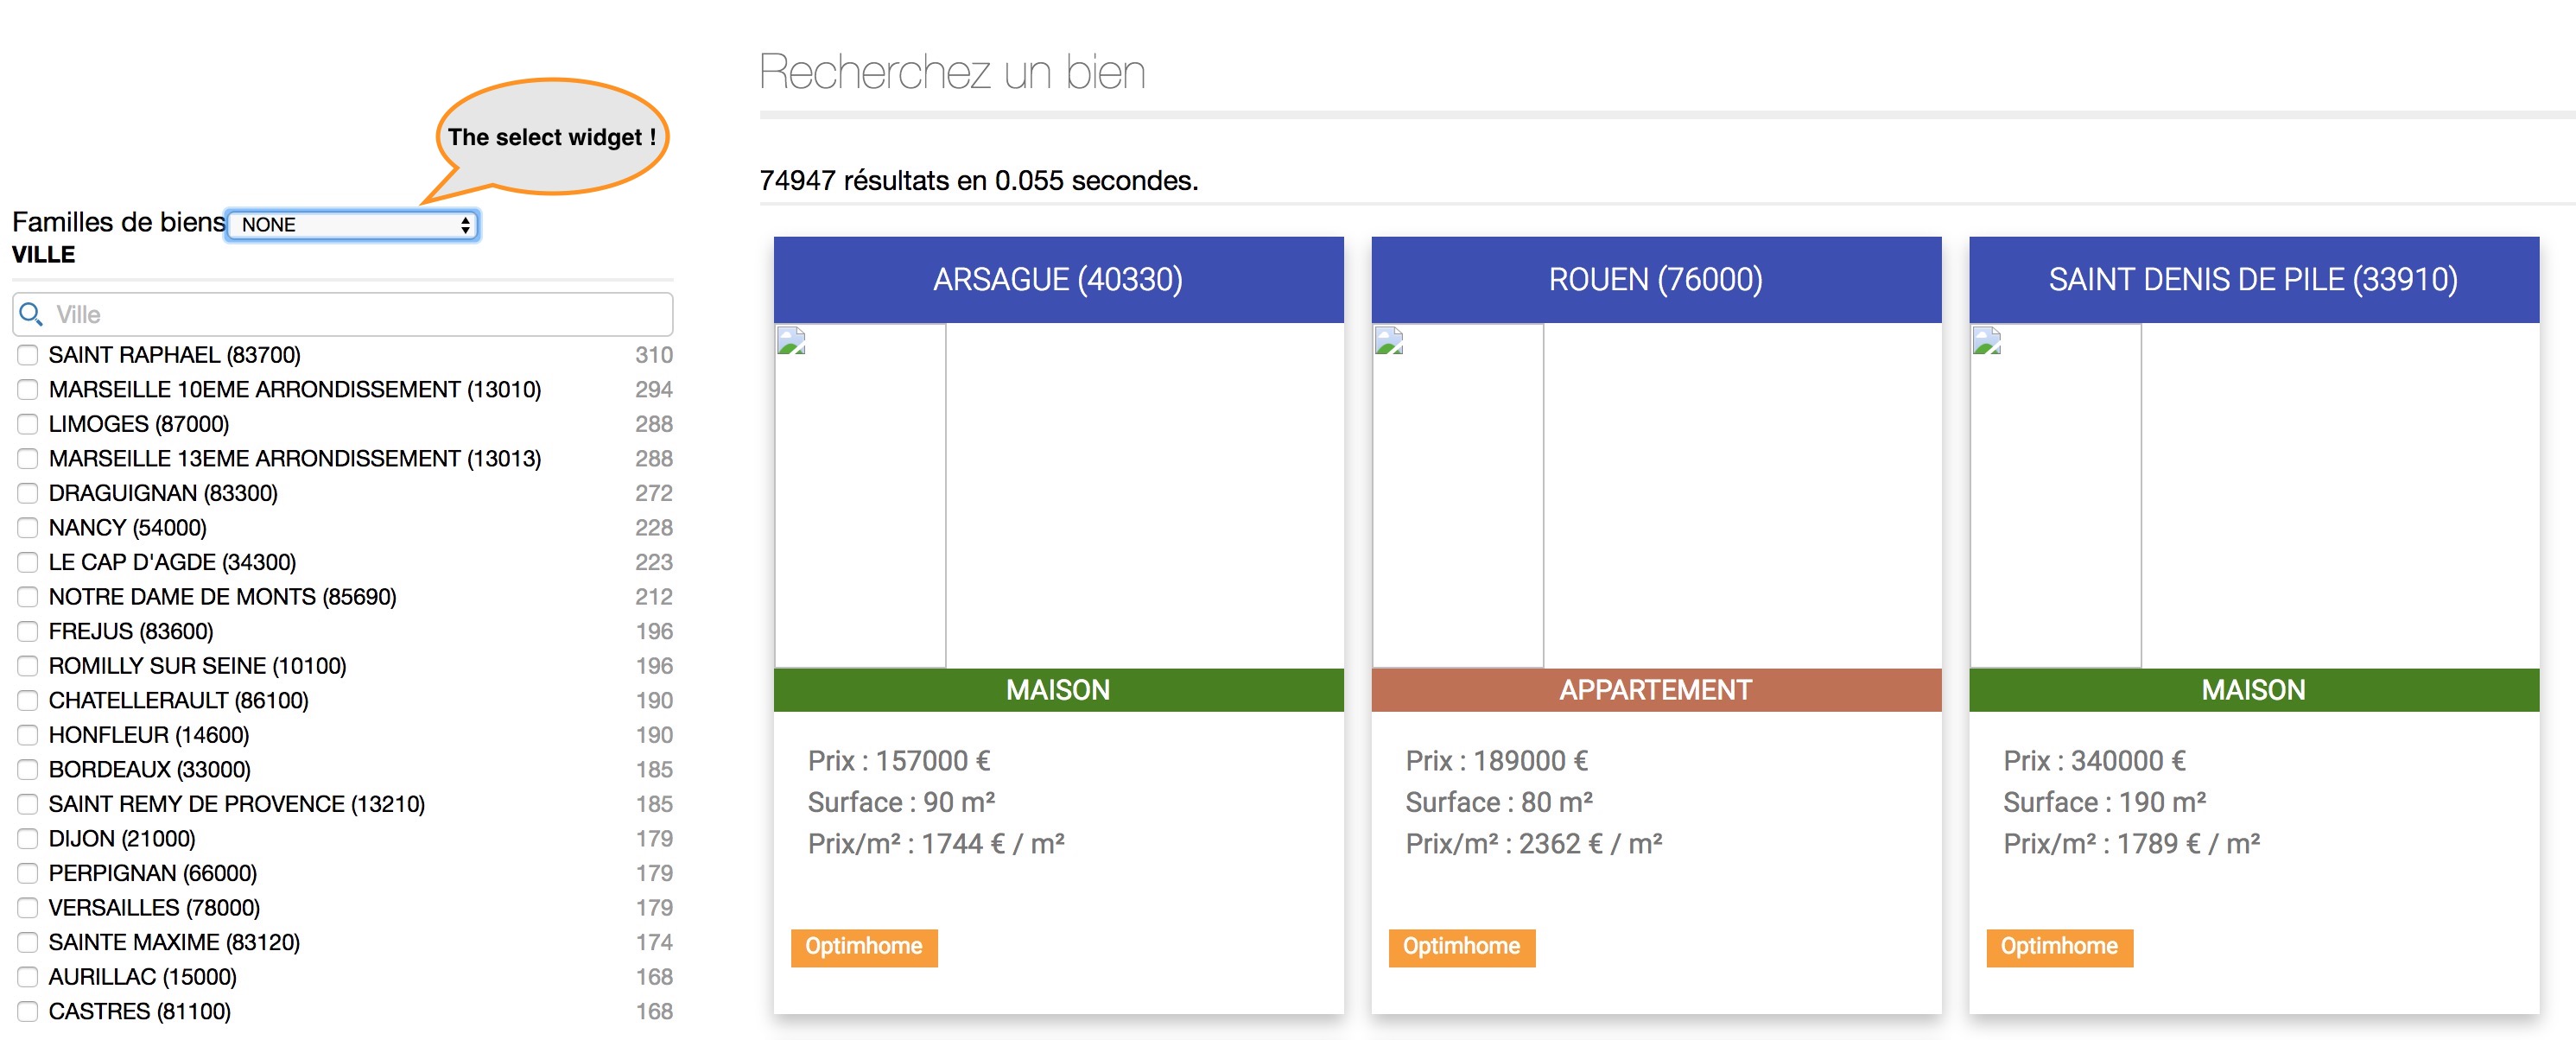 The select widget !
Familles de biens NONE
VILLE
Ville
SAINT RAPHAEL (83700) 310
MARSEILLE 10EME ARRONDISSEMENT (13010) 294
LIMOGES (87000) 288
MARSEILLE 13EME ARRONDISSEMENT (13013) 288
DRAGUIGNAN (83300) 272
NANCY (54000) 228
LE CAP D'AGDE (34300) 223
NOTRE DAME DE MONTS (85690) 212
FREJUS (83600) 196
ROMILLY SUR SEINE (10100) 196
CHATELLERAULT (86100) 190
HONFLEUR (14600) 190
BORDEAUX (33000) 185
SAINT REMY DE PROVENCE (13210) 185
DIJON (21000) 179
PERPIGNAN (66000) 179
VERSAILLES (78000) 179
SAINTE MAXIME (83120) 174
AURILLAC (15000) 168
CASTRES (81100) 168
Recherchez un bien
74947 résultats en 0.055 secondes.
ARSAGUE (40330)
MAISON
Prix : 157000 €
Surface : 90 m²
Prix/m² : 1744 € / m²
Optimhome
ROUEN (76000)
APPARTEMENT
Prix : 189000 €
Surface : 80 m²
Prix/m² : 2362 € / m²
Optimhome
SAINT DENIS DE PILE (33910)
MAISON
Prix : 340000 €
Surface : 190 m²
Prix/m² : 1789 € / m²
Optimhome